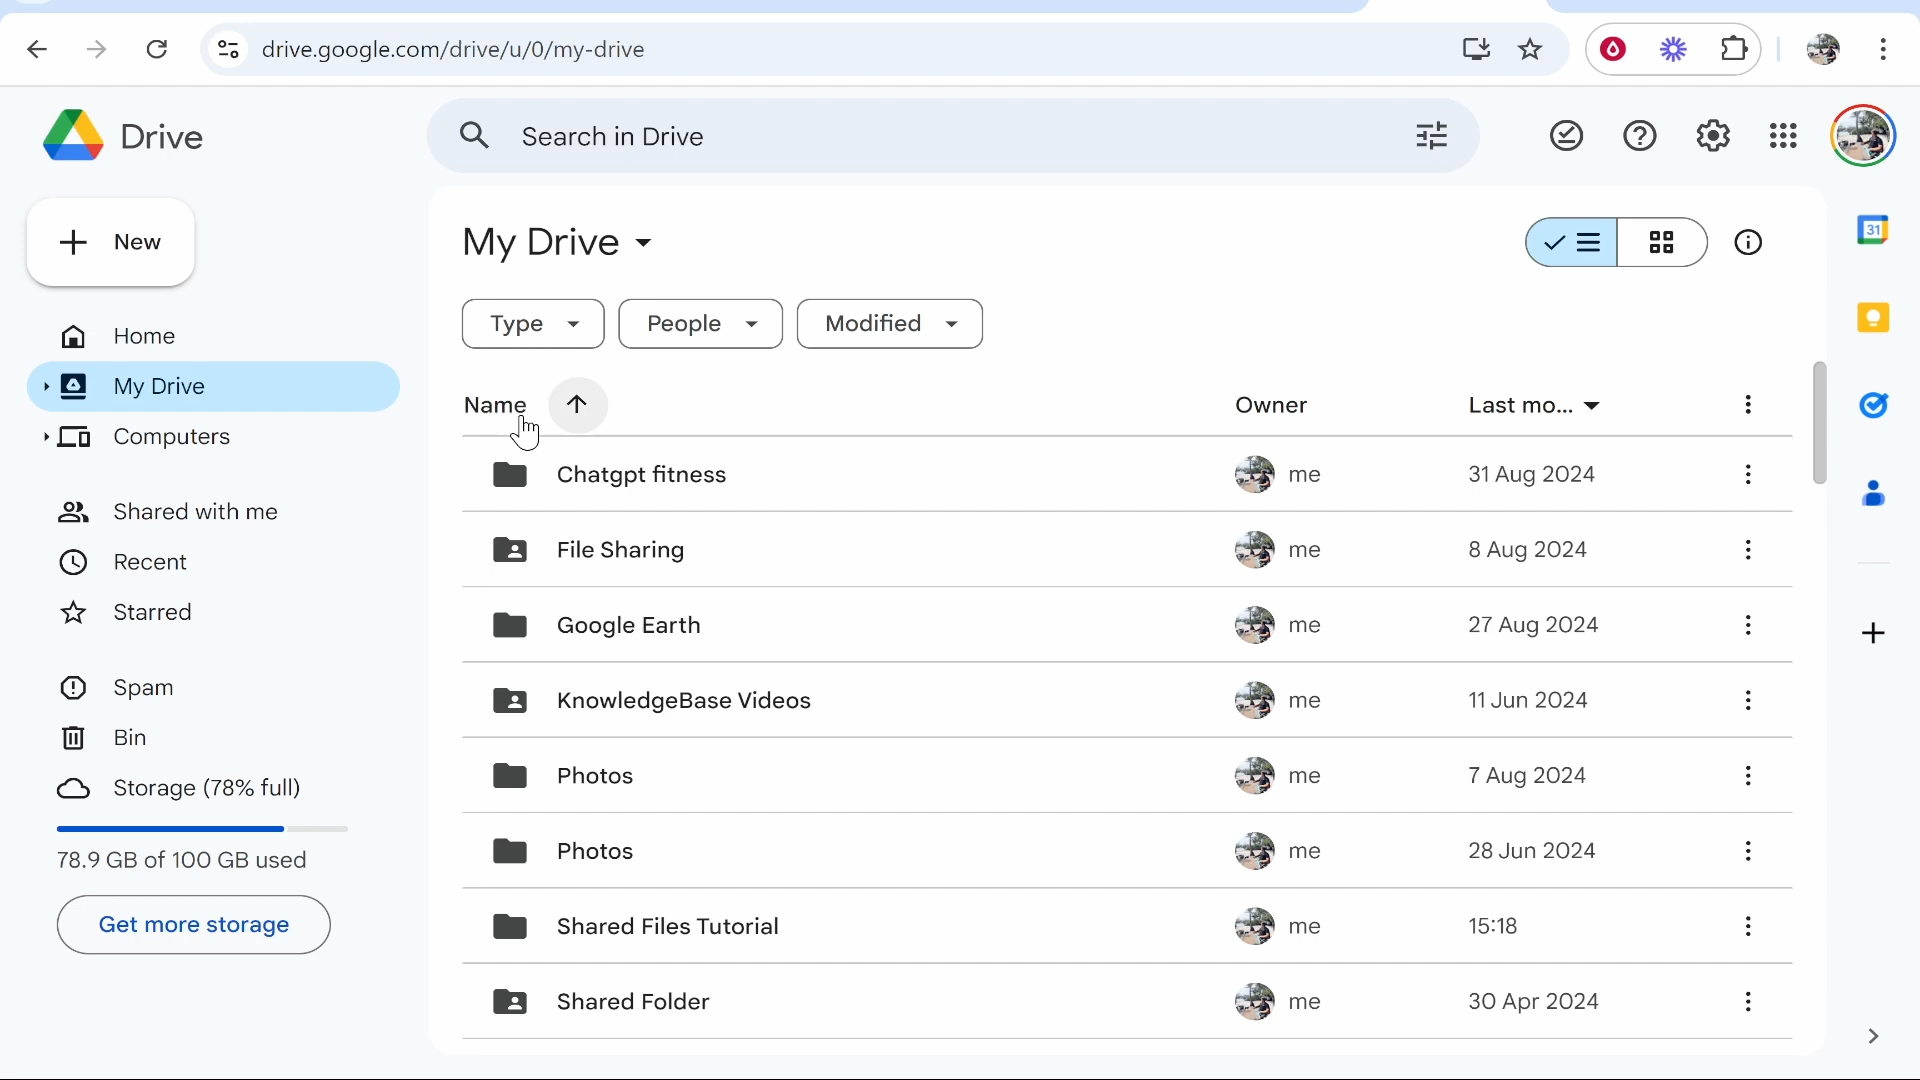 drive.google.com/drive/u/0/my-drive
Drive
Search in Drive
New
My Drive
31
Home
Type
People
Modified
My Drive
Computers
Name
Owner
Last mo...
Chatgpt fitness
me
31 Aug 2024
Shared with me
File Sharing
me
8 Aug 2024
Recent
Starred
Google Earth
me
27 Aug 2024
Spam
KnowledgeBase Videos
me
11 Jun 2024
Bin
Storage (78% full)
Photos
me
7 Aug 2024
78.9 GB of 100 GB used
Photos
me
28 Jun 2024
Get more storage
Shared Files Tutorial
me
15:18
Shared Folder
me
30 Apr 2024